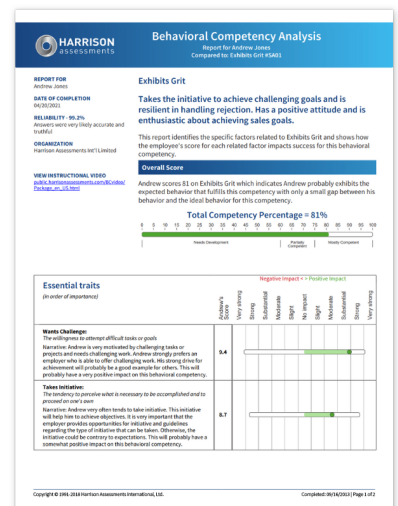 HARRISON
assessments
Behavioral Competency Analysis
Report for Andrew Jones
Compared to: Exhibits Grit #SA01
REPORT FOR
Andrew Jones
DATE OF COMPLETION
04/20/2021
RELIABILITY - 99.2%
Answers were very likely accurate and
truthful
ORGANIZATION
Harrison Assessments Int'l Limited
VIEW INSTRUCTIONAL VIDEO
public.harrisonassessments.com/BCvideo/
Package_en_US.html
Exhibits Grit
Takes the initiative to achieve challenging goals and is
resilient in handling rejection. Has a positive attitude and is
enthusiastic about achieving sales goals.
This report identifies the specific factors related to Exhibits Grit and shows how
the employee's score for each related factor impacts success for this behavioral
competency.
Overall Score
Andrew scores 81 on Exhibits Grit which indicates Andrew probably exhibits the
expected behavior that fulfills this competency with only a small gap between his
behavior and the ideal behavior for this competency.
Total Competency Percentage = 81%
0 5 10 15 20 25 30 35 40 45 50 55 60 65 70 75 80 85 90 95 100
Needs Development
Partially
Competent
Mostly Competent
Essential traits
(in order of importance)
Negative Impact < > Positive Impact
Andrew's
Score
Very strong
Strong
Substantial
Moderate
Slight
No impact
Slight
Moderate
Substantial
Strong
Very strong
Wants Challenge:
The willingness to attempt difficult tasks or goals
Narrative: Andrew is very motivated by challenging tasks or
projects and needs challenging work. Andrew strongly prefers an
employer who is able to offer challenging work. His strong drive for
achievement will probably be a good example for others. This will
probably have a very positive impact on this behavioral competency.
9.4
Takes Initiative:
The tendency to perceive what is necessary to be accomplished and to
proceed on one's own
Narrative: Andrew very often tends to take initiative. This initiative
will help him to achieve objectives. It is very important that the
employer provides opportunities for initiative and guidelines
regarding the type of initiative that can be taken. Otherwise, the
initiative could be contrary to expectations. This will probably have a
somewhat positive impact on this behavioral competency.
8.7
Copyright © 1991-2018 Harrison Assessments International, Ltd.
Completed: 09/16/2013 | Page 1 of 2